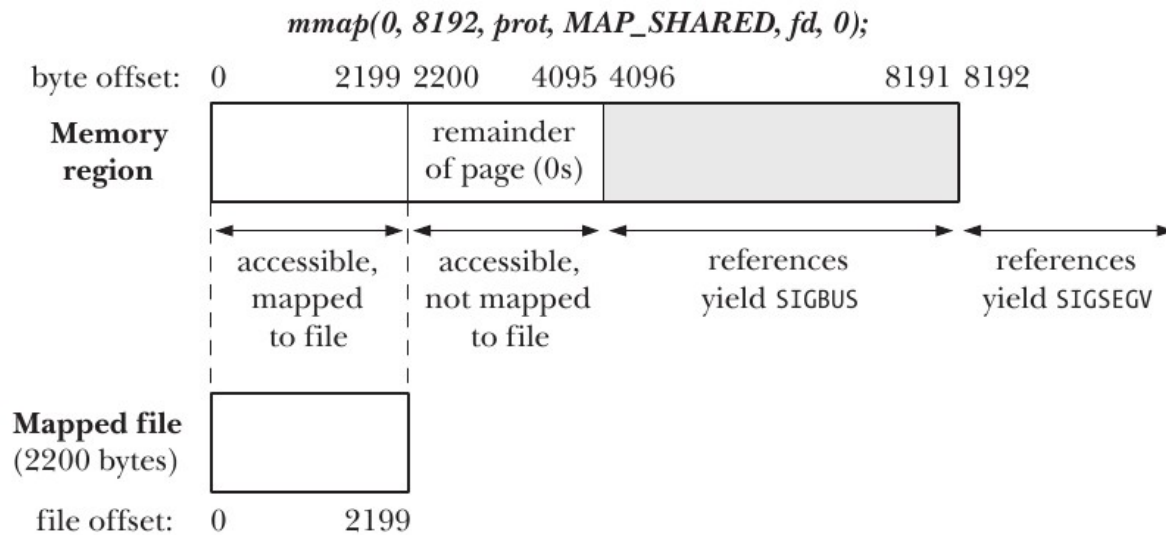 mmap(0, 8192, prot, MAP_SHARED, fd, 0);
byte offset: 0 2199 2200 4095 4096 8191 8192
Memory
region
remainder
of page (0s)
accessible,
mapped
to file
accessible,
not mapped
to file
references
yield SIGBUS
references
yield SIGSEGV
Mapped file
(2200 bytes)
file offset: 0 2199